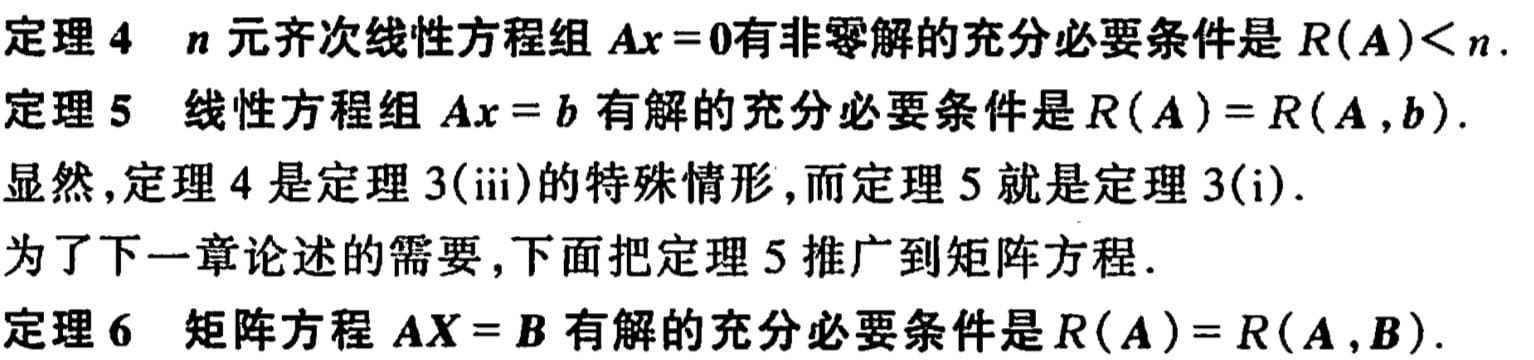 定理 4 n 元齐次线性方程组 Ax=0有非零解的充分必要条件是 R(A)<n.
定理 5 线性方程组 Ax=b 有解的充分必要条件是R(A)=R(A,b).
显然,定理 4 是定理 3(iii)的特殊情形,而定理 5 就是定理 3(i).
为了下一章论述的需要,下面把定理 5 推广到矩阵方程.
定理 6 矩阵方程 AX=B 有解的充分必要条件是R(A)=R(A,B).